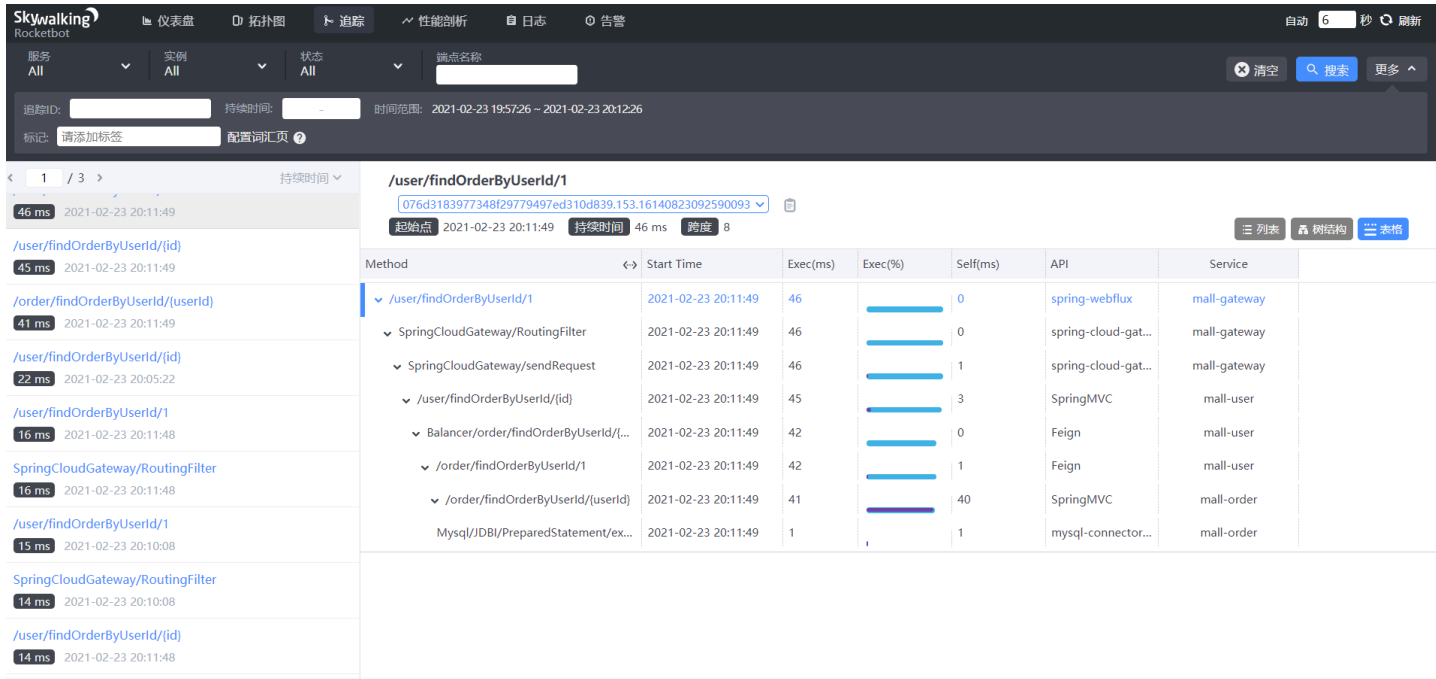 Skywalking
Rocketbot
仪表盘 拓扑图 追踪 性能剖析 日志 告警
自动 6 秒 刷新
服务 All 实例 All 状态 All 端点名称
清空 搜索 更多
追踪ID: 持续时间: - 时间范围: 2021-02-23 19:57:26 ~ 2021-02-23 20:12:26
标记: 请添加标签 配置词汇页 ?
1 / 3 持续时间
46 ms 2021-02-23 20:11:49
/user/findOrderByUserId/{id}
45 ms 2021-02-23 20:11:49
/order/findOrderByUserId/{userId}
41 ms 2021-02-23 20:11:49
/user/findOrderByUserId/{id}
22 ms 2021-02-23 20:05:22
/user/findOrderByUserId/1
16 ms 2021-02-23 20:11:48
SpringCloudGateway/RoutingFilter
16 ms 2021-02-23 20:11:48
/user/findOrderByUserId/1
15 ms 2021-02-23 20:10:08
SpringCloudGateway/RoutingFilter
14 ms 2021-02-23 20:10:08
/user/findOrderByUserId/{id}
14 ms 2021-02-23 20:11:48
/user/findOrderByUserId/1
076d3183977348f29779497ed310d839.153.16140823092590093
起始点 2021-02-23 20:11:49 持续时间 46 ms 跨度 8
列表 树结构 表格
Method Start Time Exec(ms) Exec(%) Self(ms) API Service
/user/findOrderByUserId/1 2021-02-23 20:11:49 46 0 spring-webflux mall-gateway
SpringCloudGateway/RoutingFilter 2021-02-23 20:11:49 46 0 spring-cloud-gat... mall-gateway
SpringCloudGateway/sendRequest 2021-02-23 20:11:49 46 1 spring-cloud-gat... mall-gateway
/user/findOrderByUserId/{id} 2021-02-23 20:11:49 45 3 SpringMVC mall-user
Balancer/order/findOrderByUserId/{... 2021-02-23 20:11:49 42 0 Feign mall-user
/order/findOrderByUserId/1 2021-02-23 20:11:49 42 1 Feign mall-user
/order/findOrderByUserId/{userId} 2021-02-23 20:11:49 41 40 SpringMVC mall-order
Mysql/JDBI/PreparedStatement/ex... 2021-02-23 20:11:49 1 1 mysql-connector... mall-order